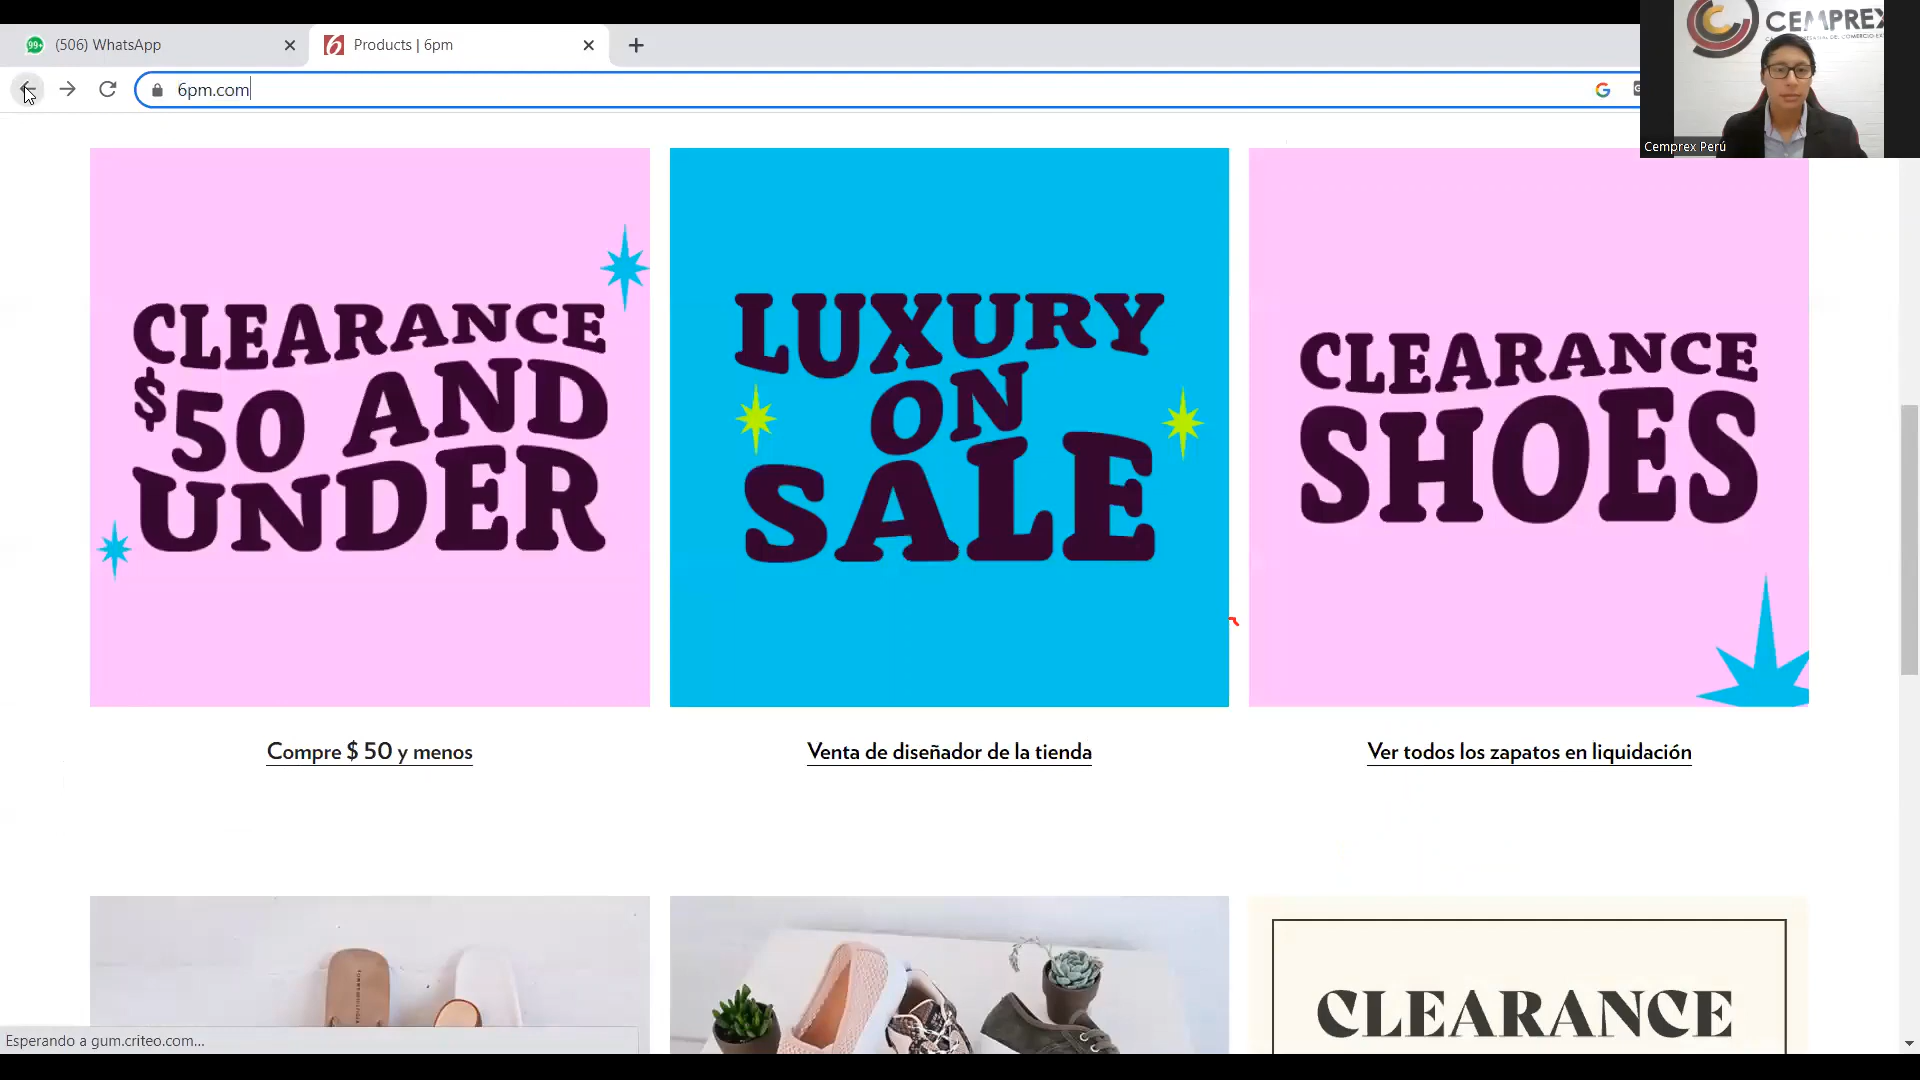 (506) WhatsApp
Products | 6pm
6pm.com
CEMPREX
Cemprex Perú
CLEARANCE
$50 AND
UNDER
LUXURY
ON
SALE
CLEARANCE
SHOES
Compre $ 50 y menos
Venta de diseñador de la tienda
Ver todos los zapatos en liquidación
CLEARANCE
Esperando a gum.criteo.com...